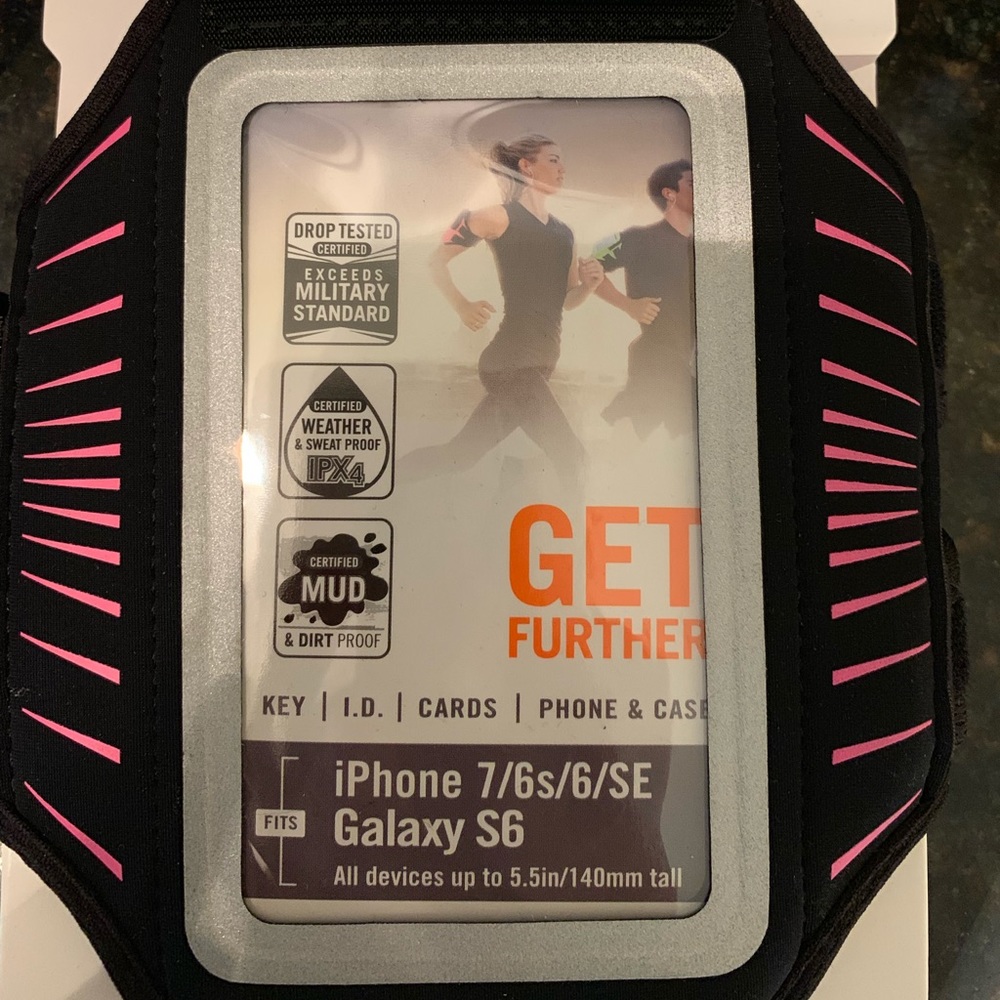 DROP TESTED
CERTIFIED
EXCEEDS
MILITARY
STANDARD
CERTIFIED
WEATHER
& SWEAT PROOF
IPX4
CERTIFIED
MUD
& DIRT PROOF
GET
FURTHER
KEY | I.D. | CARDS | PHONE & CASE
FITS
iPhone 7/6s/6/SE
Galaxy S6
All devices up to 5.5in/140mm tall